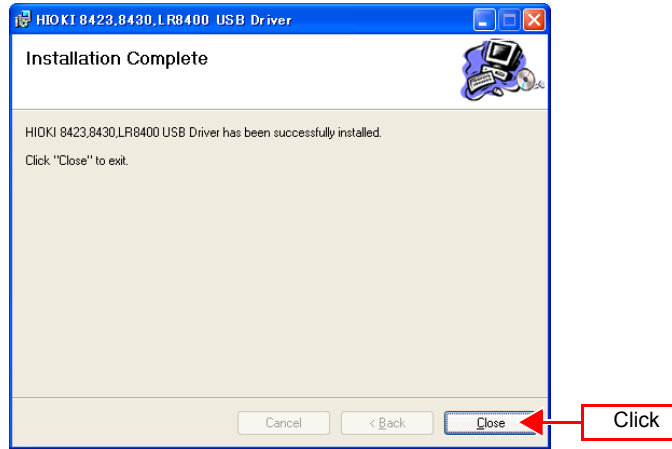 HIOKI 8423,8430,LR8400 USB Driver
Installation Complete
HIOKI 8423,8430,LR8400 USB Driver has been successfully installed.
Click "Close" to exit.
Cancel
< Back
Close
Click